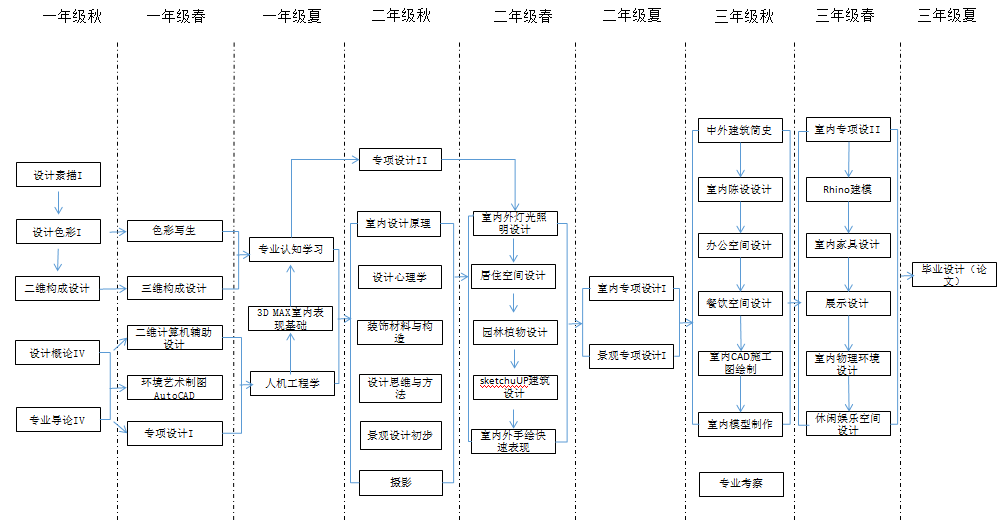 一年级秋
一年级春
一年级夏
二年级秋
二年级春
二年级夏
三年级秋
三年级春
三年级夏
设计素描I
设计色彩I
二维构成设计
设计概论IV
专业导论IV
色彩写生
三维构成设计
二维计算机辅助
设计
环境艺术制图
AutoCAD
专项设计I
专业认知学习
3D MAX室内表
现基础
人机工程学
专项设计II
室内设计原理
设计心理学
装饰材料与构
造
设计思维与方
法
景观设计初步
摄影
室内外灯光照
明设计
居住空间设计
园林植物设计
sketchuUP建筑
设计
室内外手绘快
速表现
室内专项设计I
景观专项设计I
中外建筑简史
室内陈设设计
办公空间设计
餐饮空间设计
室内CAD施工
图绘制
室内模型制作
专业考察
室内专项设II
Rhino建模
室内家具设计
展示设计
室内物理环境
设计
休闲娱乐空间
设计
毕业设计（论
文）